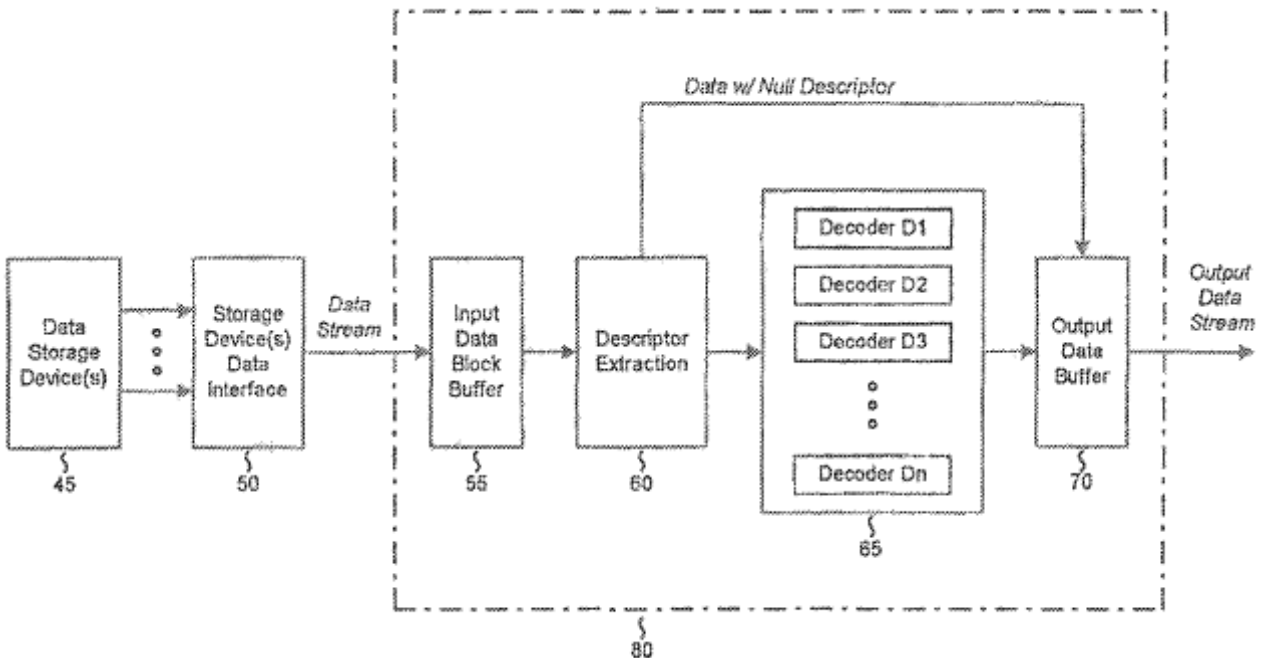 Data w/ Null Descriptor
Data
Storage
Device(s)
45
Storage
Device(s)
Data
Interface
50
Data
Stream
Input
Data
Block
Buffer
55
Descriptor
Extraction
60
Decoder D1
Decoder D2
Decoder D3
Decoder Dn
65
Output
Data
Buffer
70
Output
Data
Stream
80